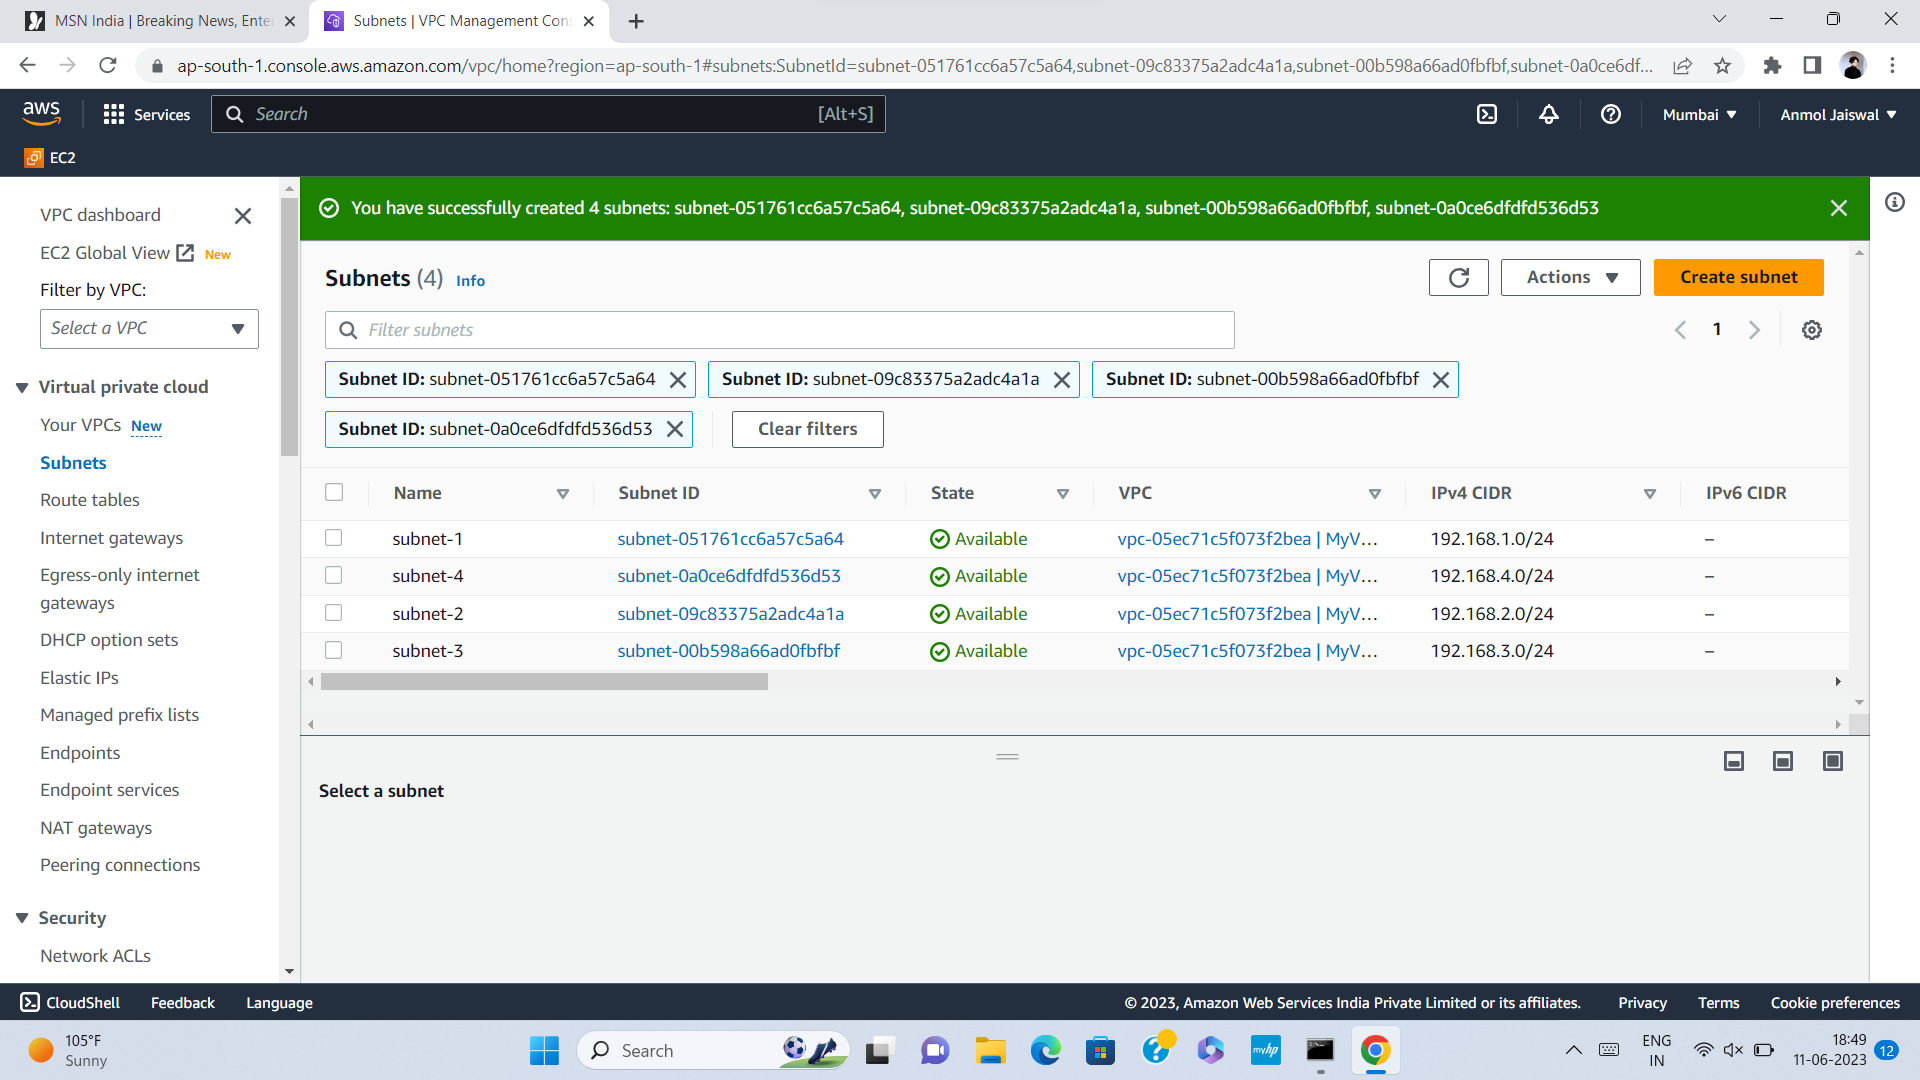 MSN India | Breaking News, Ente
Subnets | VPC Management Con
ap-south-1.console.aws.amazon.com/vpc/home?region=ap-south-1#subnets:SubnetId=subnet-051761cc6a57c5a64,subnet-09c83375a2adc4a1a,subnet-00b598a66ad0fbfbf,subnet-0a0ce6df...
aws
Services
Search
[Alt+S]
Mumbai
Anmol Jaiswal
EC2
VPC dashboard
EC2 Global View New
Filter by VPC:
Select a VPC
Virtual private cloud
Your VPCs New
Subnets
Route tables
Internet gateways
Egress-only internet
gateways
DHCP option sets
Elastic IPs
Managed prefix lists
Endpoints
Endpoint services
NAT gateways
Peering connections
Security
Network ACLs
You have successfully created 4 subnets: subnet-051761cc6a57c5a64, subnet-09c83375a2adc4a1a, subnet-00b598a66ad0fbfbf, subnet-0a0ce6dfdfd536d53
Subnets (4) Info
Actions
Create subnet
Filter subnets
1
Subnet ID: subnet-051761cc6a57c5a64
Subnet ID: subnet-09c83375a2adc4a1a
Subnet ID: subnet-00b598a66ad0fbfbf
Subnet ID: subnet-0a0ce6dfdfd536d53
Clear filters
Name Subnet ID State VPC IPv4 CIDR IPv6 CIDR
subnet-1 subnet-051761cc6a57c5a64 Available vpc-05ec71c5f073f2bea | MyV... 192.168.1.0/24 –
subnet-4 subnet-0a0ce6dfdfd536d53 Available vpc-05ec71c5f073f2bea | MyV... 192.168.4.0/24 –
subnet-2 subnet-09c83375a2adc4a1a Available vpc-05ec71c5f073f2bea | MyV... 192.168.2.0/24 –
subnet-3 subnet-00b598a66ad0fbfbf Available vpc-05ec71c5f073f2bea | MyV... 192.168.3.0/24 –
Select a subnet
CloudShell Feedback Language
© 2023, Amazon Web Services India Private Limited or its affiliates. Privacy Terms Cookie preferences
105°F
Sunny
Search
myhp
ENG
IN
18:49
11-06-2023
12